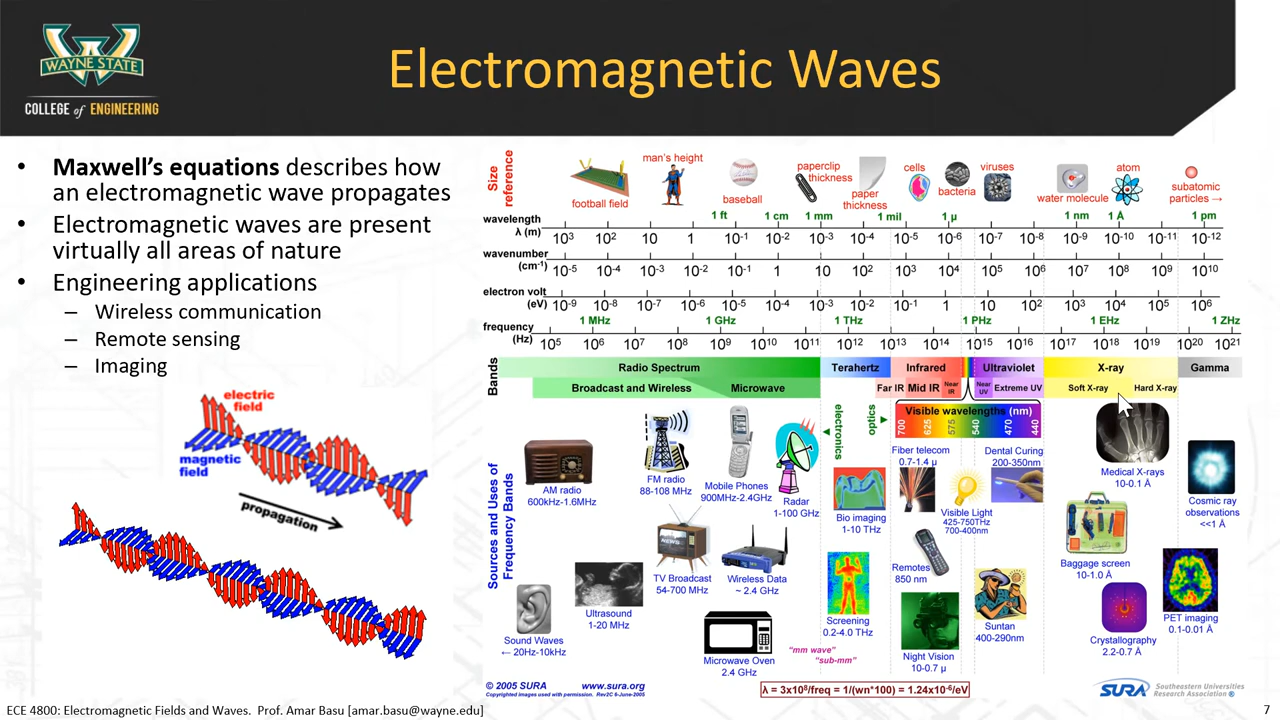 WAYNE STATE
COLLEGE of ENGINEERING
Electromagnetic Waves
• Maxwell’s equations describes how
an electromagnetic wave propagates
• Electromagnetic waves are present
virtually all areas of nature
• Engineering applications
– Wireless communication
– Remote sensing
– Imaging
electric
field
magnetic
field
propagation
Size
reference
football field
man's height
baseball
paperclip
thickness
paper
thickness
cells
bacteria
viruses
water molecule
atom
subatomic
particles →
1 ft 1 cm 1 mm 1 mil 1 µ 1 nm 1 Å 1 pm
wavelength
λ (m)
10³ 10² 10 1 10⁻¹ 10⁻² 10⁻³ 10⁻⁴ 10⁻⁵ 10⁻⁶ 10⁻⁷ 10⁻⁸ 10⁻⁹ 10⁻¹⁰ 10⁻¹¹ 10⁻¹²
wavenumber
(cm⁻¹)
10⁻⁵ 10⁻⁴ 10⁻³ 10⁻² 10⁻¹ 1 10 10² 10³ 10⁴ 10⁵ 10⁶ 10⁷ 10⁸ 10⁹ 10¹⁰
electron volt
(eV)
10⁻⁹ 10⁻⁸ 10⁻⁷ 10⁻⁶ 10⁻⁵ 10⁻⁴ 10⁻³ 10⁻² 10⁻¹ 1 10 10² 10³ 10⁴ 10⁵ 10⁶
1 MHz 1 GHz 1 THz 1 PHz 1 EHz 1 ZHz
frequency
(Hz)
10⁵ 10⁶ 10⁷ 10⁸ 10⁹ 10¹⁰ 10¹¹ 10¹² 10¹³ 10¹⁴ 10¹⁵ 10¹⁶ 10¹⁷ 10¹⁸ 10¹⁹ 10²⁰ 10²¹
Bands
Radio Spectrum Terahertz Infrared Ultraviolet X-ray Gamma
Broadcast and Wireless Microwave Far IR Mid IR Near IR Near UV Extreme UV Soft X-ray Hard X-ray
electronics
optics
Visible wavelengths (nm)
700 625 575 540 470 440
Sources and Uses of
Frequency Bands
AM radio
600kHz-1.6MHz
FM radio
88-108 MHz
Mobile Phones
900MHz-2.4GHz
Radar
1-100 GHz
Bio imaging
1-10 THz
Fiber telecom
0.7-1.4 µ
Visible Light
425-750THz
700-400nm
Dental Curing
200-350nm
Medical X-rays
10-0.1 Å
Cosmic ray
observations
<<1 Å
Sound Waves
← 20Hz-10kHz
Ultrasound
1-20 MHz
NEWS
TV Broadcast
54-700 MHz
Wireless Data
~ 2.4 GHz
Microwave Oven
2.4 GHz
"mm wave"
"sub-mm"
Screening
0.2-4.0 THz
Remotes
850 nm
Night Vision
10-0.7 µ
Suntan
400-290nm
Baggage screen
10-1.0 Å
Crystallography
2.2-0.7 Å
PET imaging
0.1-0.01 Å
© 2005 SURA www.sura.org
Copyrighted images used with permission. Rev2C 6-June-2005
λ = 3x10⁸/freq = 1/(wn*100) = 1.24x10⁻⁶/eV
SURA
Southeastern Universities
Research Association ®
ECE 4800: Electromagnetic Fields and Waves. Prof. Amar Basu [amar.basu@wayne.edu]
7